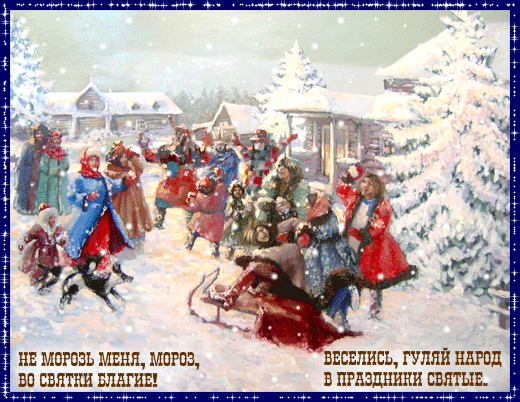 НЕ МОРОЗЬ МЕНЯ, МОРОЗ,
ВО СВЯТКИ БЛАГИЕ!
ВЕСЕЛИСЬ, ГУЛЯЙ НАРОД
В ПРАЗДНИКИ СВЯТЫЕ.